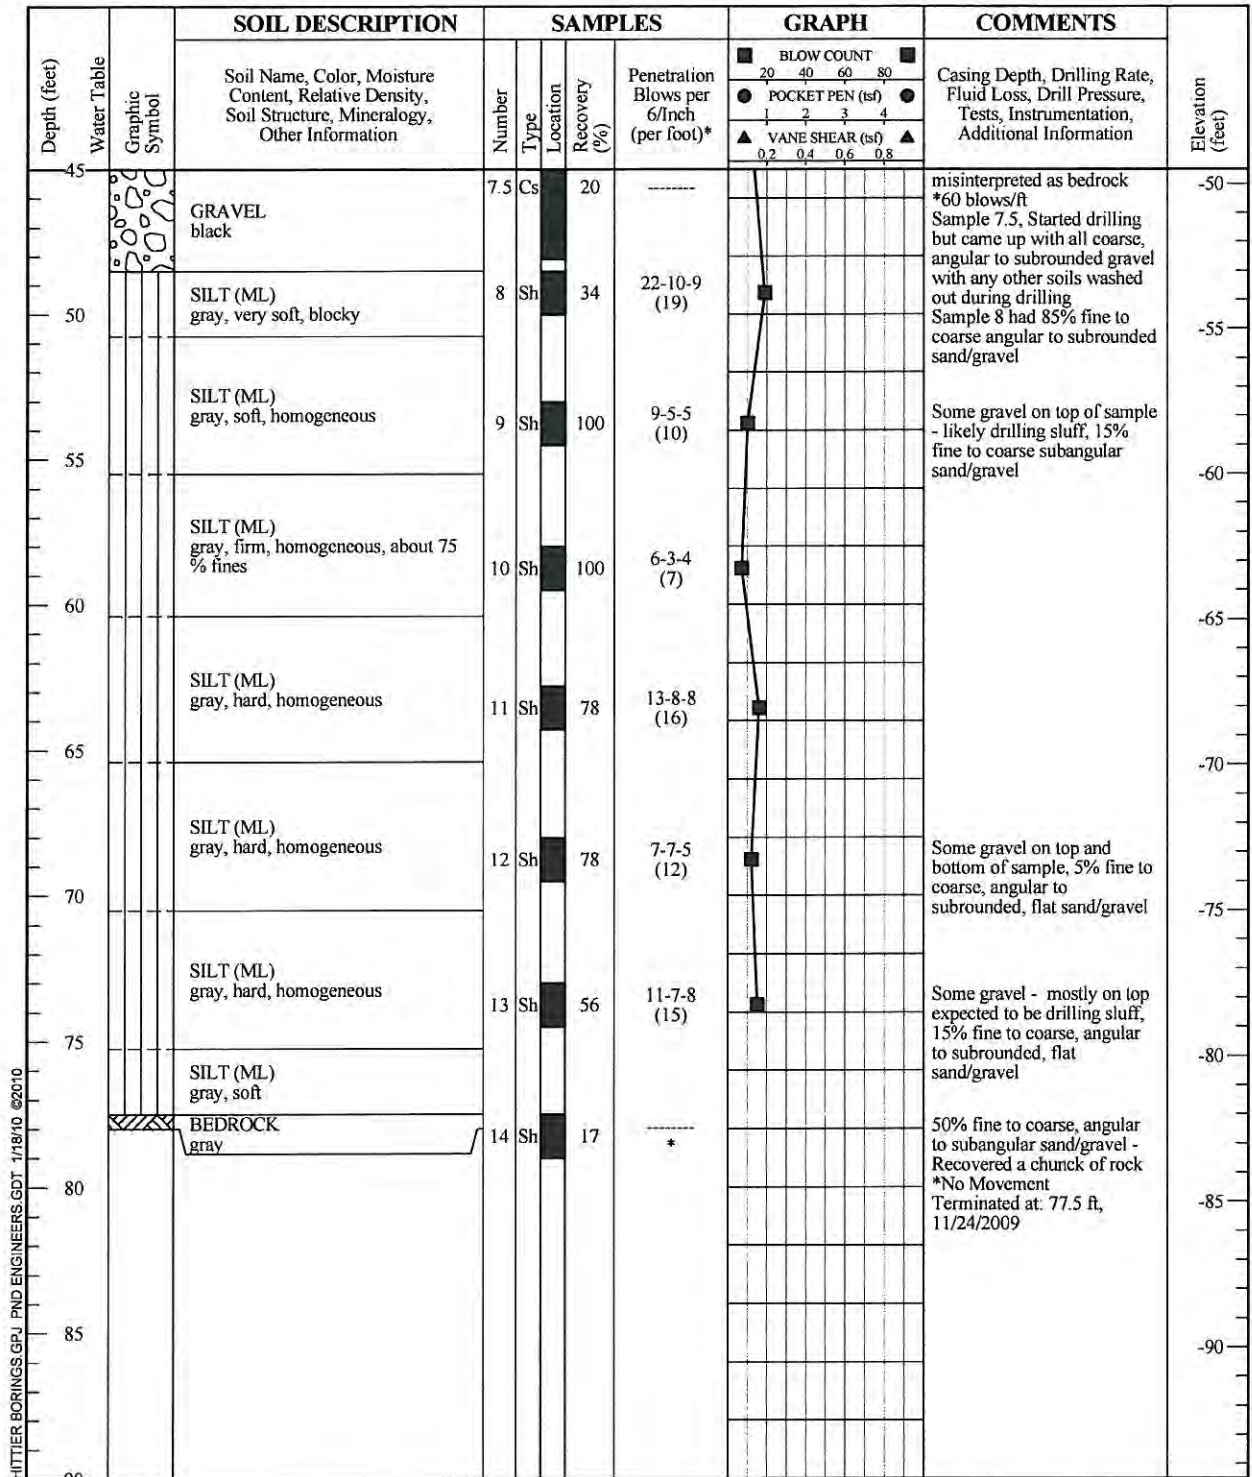 SOIL DESCRIPTION
SAMPLES
GRAPH
COMMENTS
Depth (feet)
Water Table
Graphic
Symbol
Soil Name, Color, Moisture
Content, Relative Density,
Soil Structure, Mineralogy,
Other Information
Number
Type
Location
Recovery
(%)
Penetration
Blows per
6/Inch
(per foot)*
BLOW COUNT
20 40 60 80
POCKET PEN (tsf)
1 2 3 4
VANE SHEAR (tsf)
0.2 0.4 0.6 0.8
Casing Depth, Drilling Rate,
Fluid Loss, Drill Pressure,
Tests, Instrumentation,
Additional Information
Elevation
(feet)
45
GRAVEL
black
7.5 Cs 20 --------
misinterpreted as bedrock
*60 blows/ft
Sample 7.5, Started drilling
but came up with all coarse,
angular to subrounded gravel
with any other soils washed
out during drilling
Sample 8 had 85% fine to
coarse angular to subrounded
sand/gravel
-50
SILT (ML)
gray, very soft, blocky
8 Sh 34 22-10-9
(19)
50
-55
SILT (ML)
gray, soft, homogeneous
9 Sh 100 9-5-5
(10)
Some gravel on top of sample
- likely drilling sluff, 15%
fine to coarse subangular
sand/gravel
55
-60
SILT (ML)
gray, firm, homogeneous, about 75
% fines
10 Sh 100 6-3-4
(7)
60
-65
SILT (ML)
gray, hard, homogeneous
11 Sh 78 13-8-8
(16)
65
-70
SILT (ML)
gray, hard, homogeneous
12 Sh 78 7-7-5
(12)
Some gravel on top and
bottom of sample, 5% fine to
coarse, angular to
subrounded, flat sand/gravel
70
-75
SILT (ML)
gray, hard, homogeneous
13 Sh 56 11-7-8
(15)
Some gravel - mostly on top
expected to be drilling sluff,
15% fine to coarse, angular
to subrounded, flat
sand/gravel
75
-80
SILT (ML)
gray, soft
BEDROCK
gray
14 Sh 17 --------
*
50% fine to coarse, angular
to subangular sand/gravel -
Recovered a chunck of rock
*No Movement
Terminated at: 77.5 ft,
11/24/2009
80
-85
85
-90
HITTIER BORINGS.GPJ PND ENGINEERS.GDT 1/18/10 ©2010